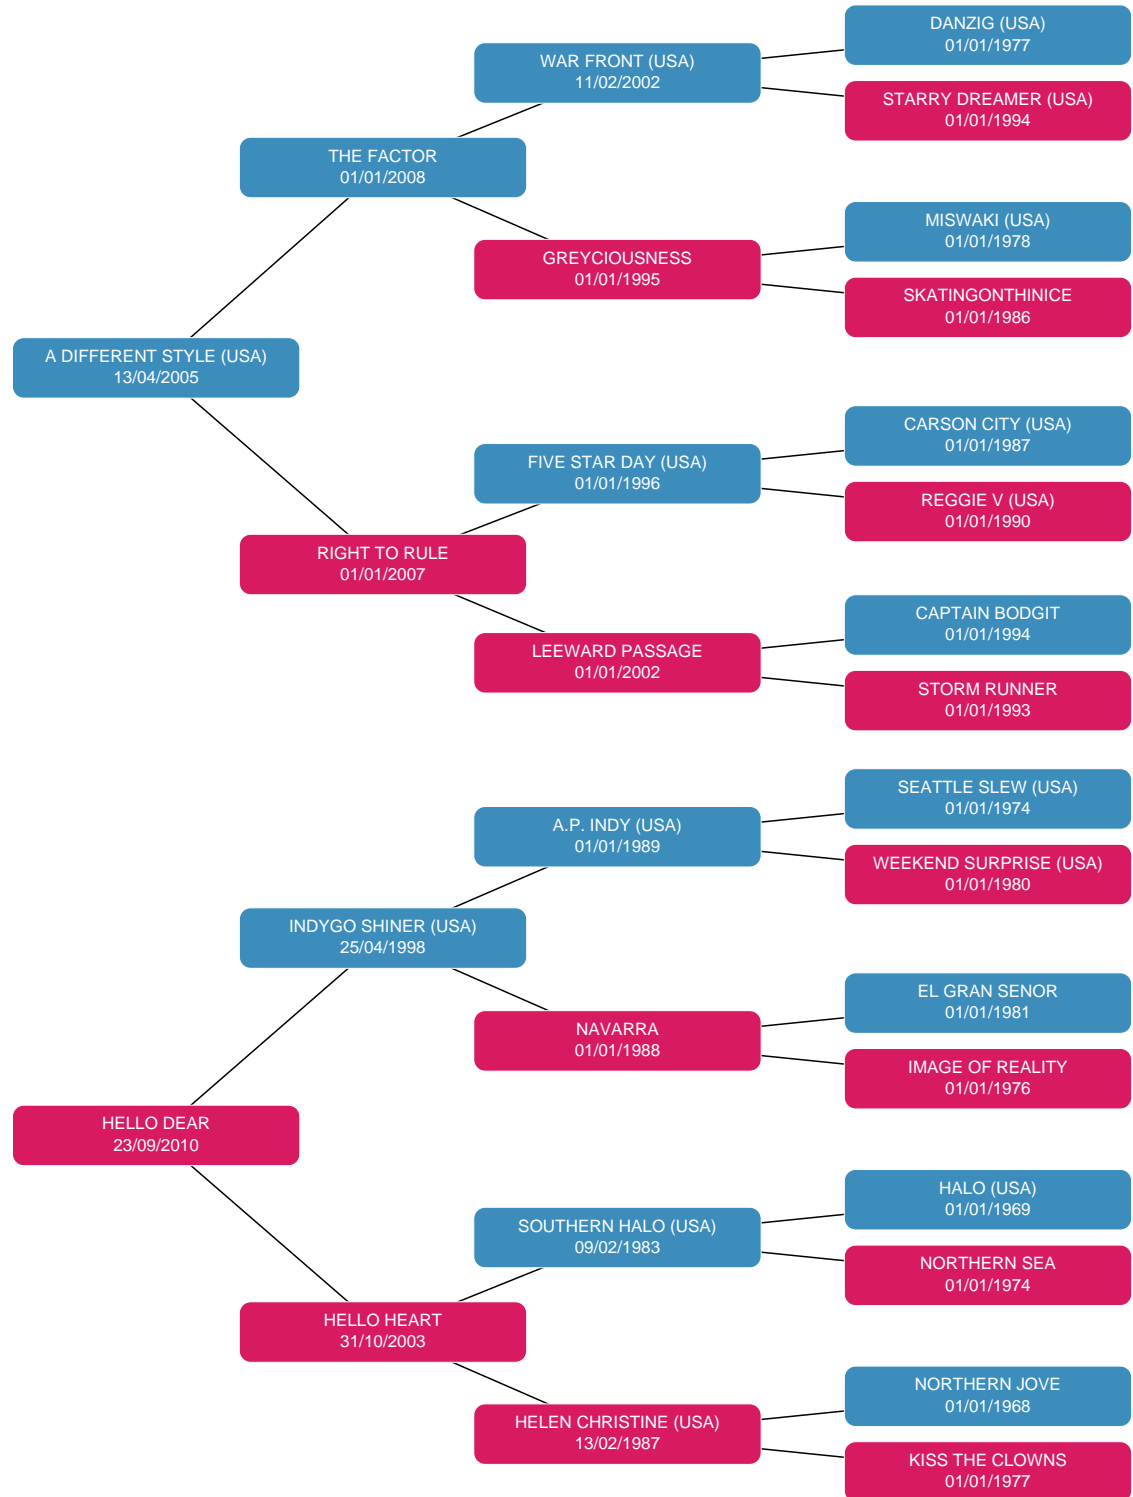 DANZIG (USA)
01/01/1977
WAR FRONT (USA)
11/02/2002
STARRY DREAMER (USA)
01/01/1994
THE FACTOR
01/01/2008
MISWAKI (USA)
01/01/1978
GREYCIOUSNESS
01/01/1995
SKATINGONTHINICE
01/01/1986
A DIFFERENT STYLE (USA)
13/04/2005
CARSON CITY (USA)
01/01/1987
FIVE STAR DAY (USA)
01/01/1996
REGGIE V (USA)
01/01/1990
RIGHT TO RULE
01/01/2007
CAPTAIN BODGIT
01/01/1994
LEEWARD PASSAGE
01/01/2002
STORM RUNNER
01/01/1993
SEATTLE SLEW (USA)
01/01/1974
A.P. INDY (USA)
01/01/1989
WEEKEND SURPRISE (USA)
01/01/1980
INDYGO SHINER (USA)
25/04/1998
EL GRAN SENOR
01/01/1981
NAVARRA
01/01/1988
IMAGE OF REALITY
01/01/1976
HELLO DEAR
23/09/2010
HALO (USA)
01/01/1969
SOUTHERN HALO (USA)
09/02/1983
NORTHERN SEA
01/01/1974
HELLO HEART
31/10/2003
NORTHERN JOVE
01/01/1968
HELEN CHRISTINE (USA)
13/02/1987
KISS THE CLOWNS
01/01/1977